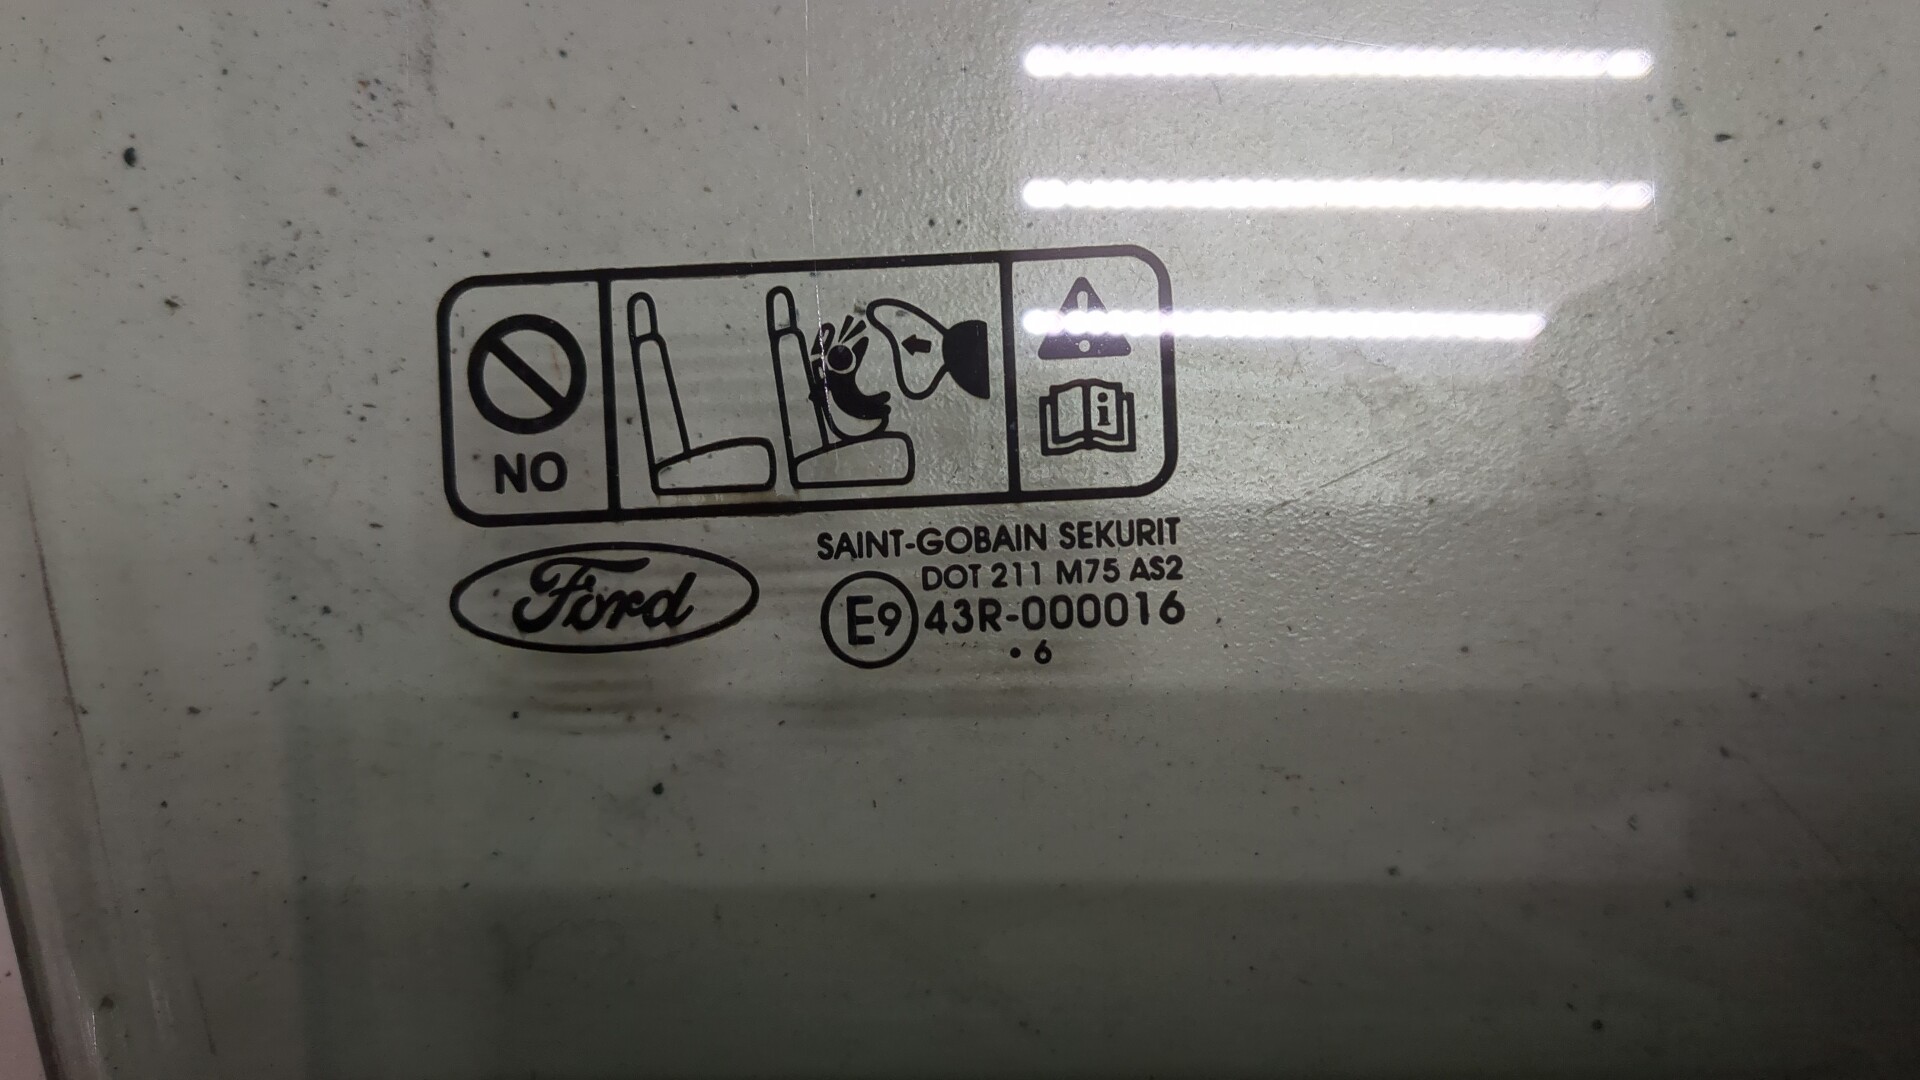 NO
i
Ford
SAINT-GOBAIN SEKURIT
DOT 211 M75 AS2
E9 43R-000016
• 6